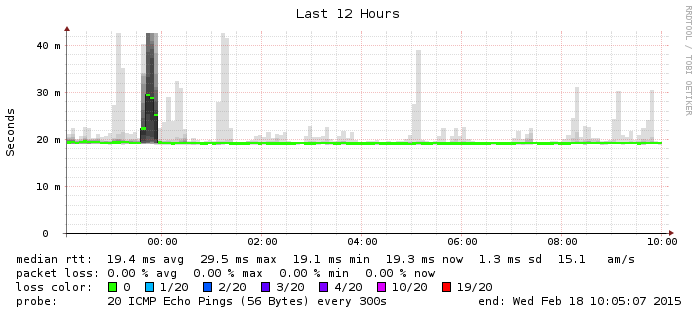 Last 12 Hours
RRDTOOL / TOBI OETIKER
Seconds
40 m
30 m
20 m
10 m
0
00:00 02:00 04:00 06:00 08:00 10:00
median rtt: 19.4 ms avg 29.5 ms max 19.1 ms min 19.3 ms now 1.3 ms sd 15.1 am/s
packet loss: 0.00 % avg 0.00 % max 0.00 % min 0.00 % now
loss color: 0 1/20 2/20 3/20 4/20 10/20 19/20
probe: 20 ICMP Echo Pings (56 Bytes) every 300s end: Wed Feb 18 10:05:07 2015